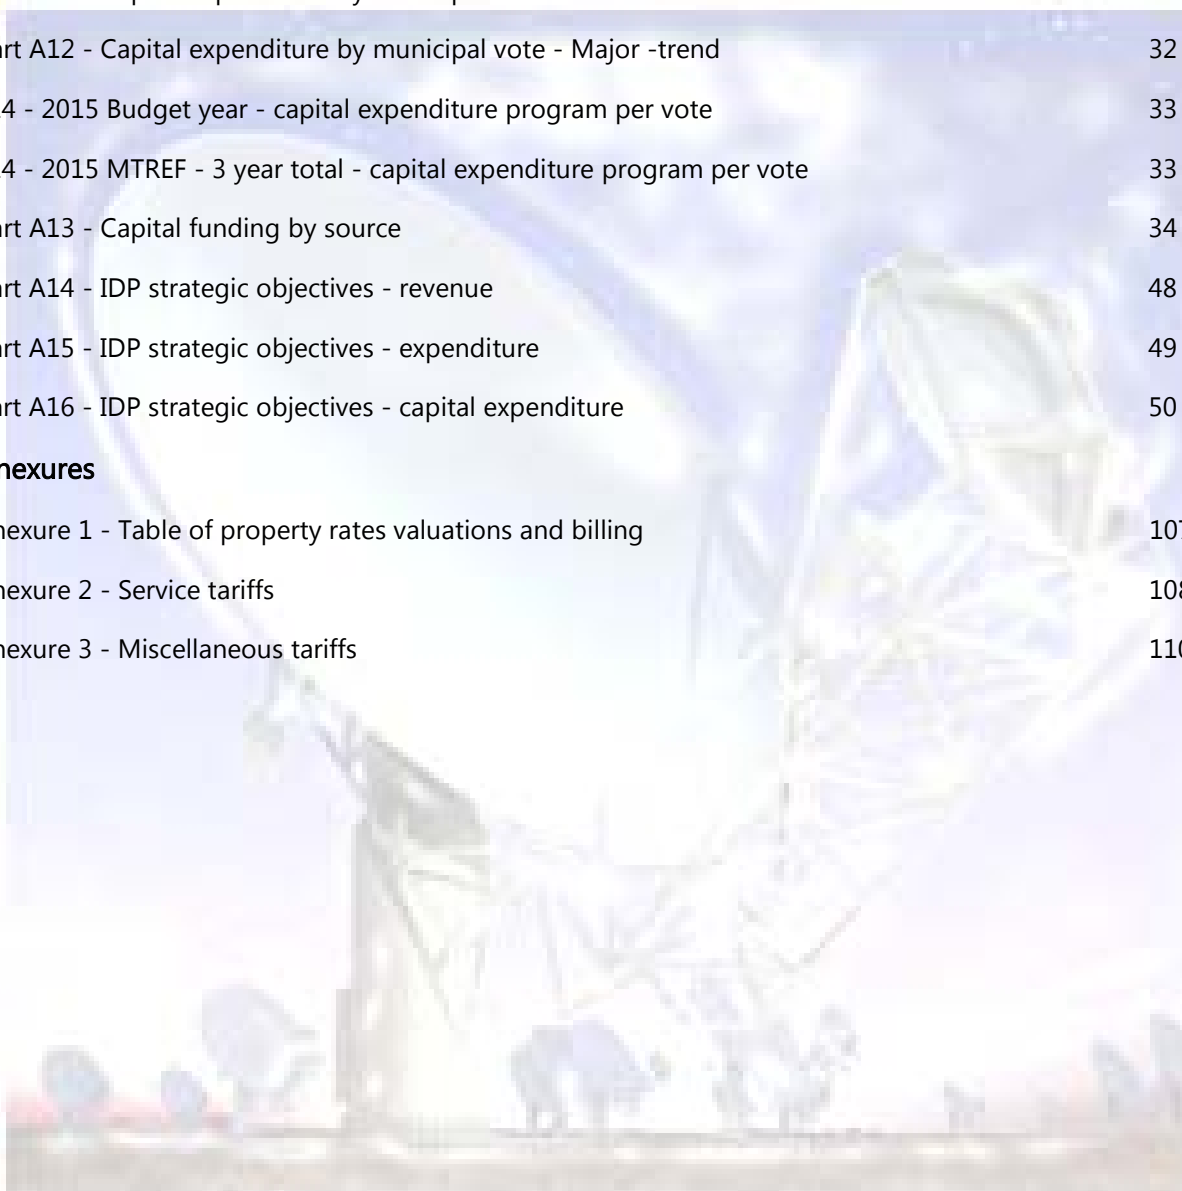 art A12 - Capital expenditure by municipal vote - Major -trend 32
4 - 2015 Budget year - capital expenditure program per vote 33
4 - 2015 MTREF - 3 year total - capital expenditure program per vote 33
art A13 - Capital funding by source 34
art A14 - IDP strategic objectives - revenue 48
art A15 - IDP strategic objectives - expenditure 49
art A16 - IDP strategic objectives - capital expenditure 50
nexures
nexure 1 - Table of property rates valuations and billing 107
nexure 2 - Service tariffs 108
nexure 3 - Miscellaneous tariffs 110